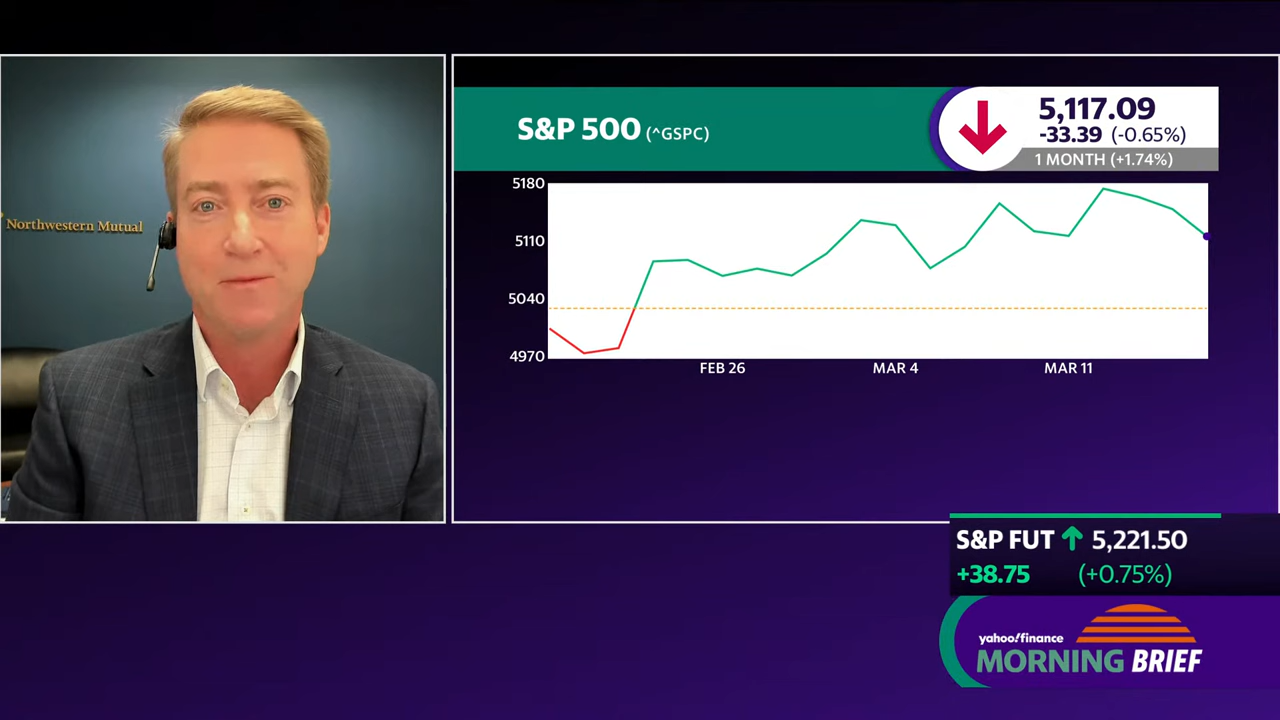 Northwestern Mutual
S&P 500 (^GSPC)
5,117.09
-33.39 (-0.65%)
1 MONTH (+1.74%)
5180
5110
5040
4970
FEB 26
MAR 4
MAR 11
S&P FUT 5,221.50
+38.75 (+0.75%)
yahoo!finance
MORNING BRIEF